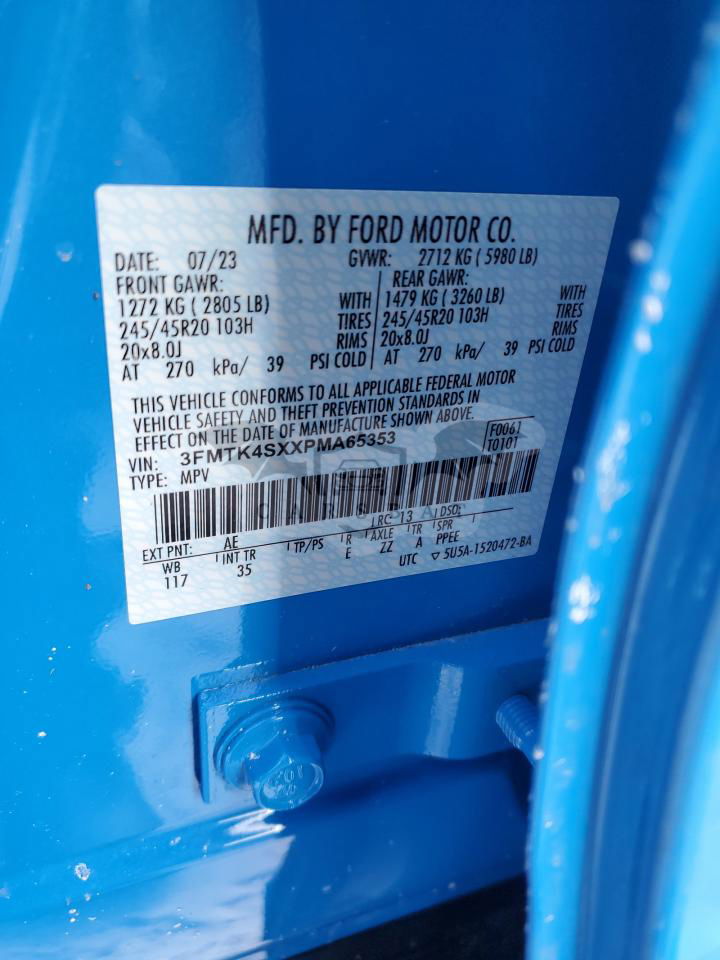 MFD. BY FORD MOTOR CO.
DATE: 07/23 GVWR: 2712 KG ( 5980 LB)
FRONT GAWR: REAR GAWR:
1272 KG ( 2805 LB) WITH 1479 KG ( 3260 LB) WITH
245/45R20 103H TIRES 245/45R20 103H TIRES
20x8.0J RIMS 20x8.0J RIMS
AT 270 kPa/ 39 PSI COLD AT 270 kPa/ 39 PSI COLD
THIS VEHICLE CONFORMS TO ALL APPLICABLE FEDERAL MOTOR
VEHICLE SAFETY AND THEFT PREVENTION STANDARDS IN
EFFECT ON THE DATE OF MANUFACTURE SHOWN ABOVE.
VIN: 3FMTK4SXXPMA65353 F0061
TYPE: MPV T0101
EXT PNT: AE RC: 13 DSO:
WB INT TR TP/PS R AXLE TR SPR
117 35 E ZZ A PPEE
UTC ▽ 5U5A-1520472-BA